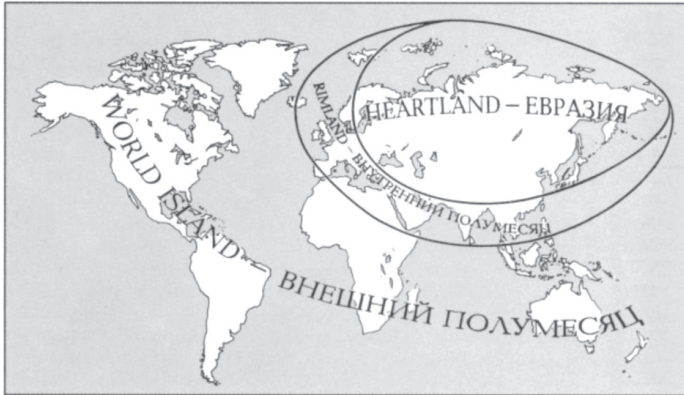 HEARTLAND – ЕВРАЗИЯ
RIMLAND – ВНУТРЕННИЙ ПОЛУМЕСЯЦ
WORLD ISLAND – ВНЕШНИЙ ПОЛУМЕСЯЦ